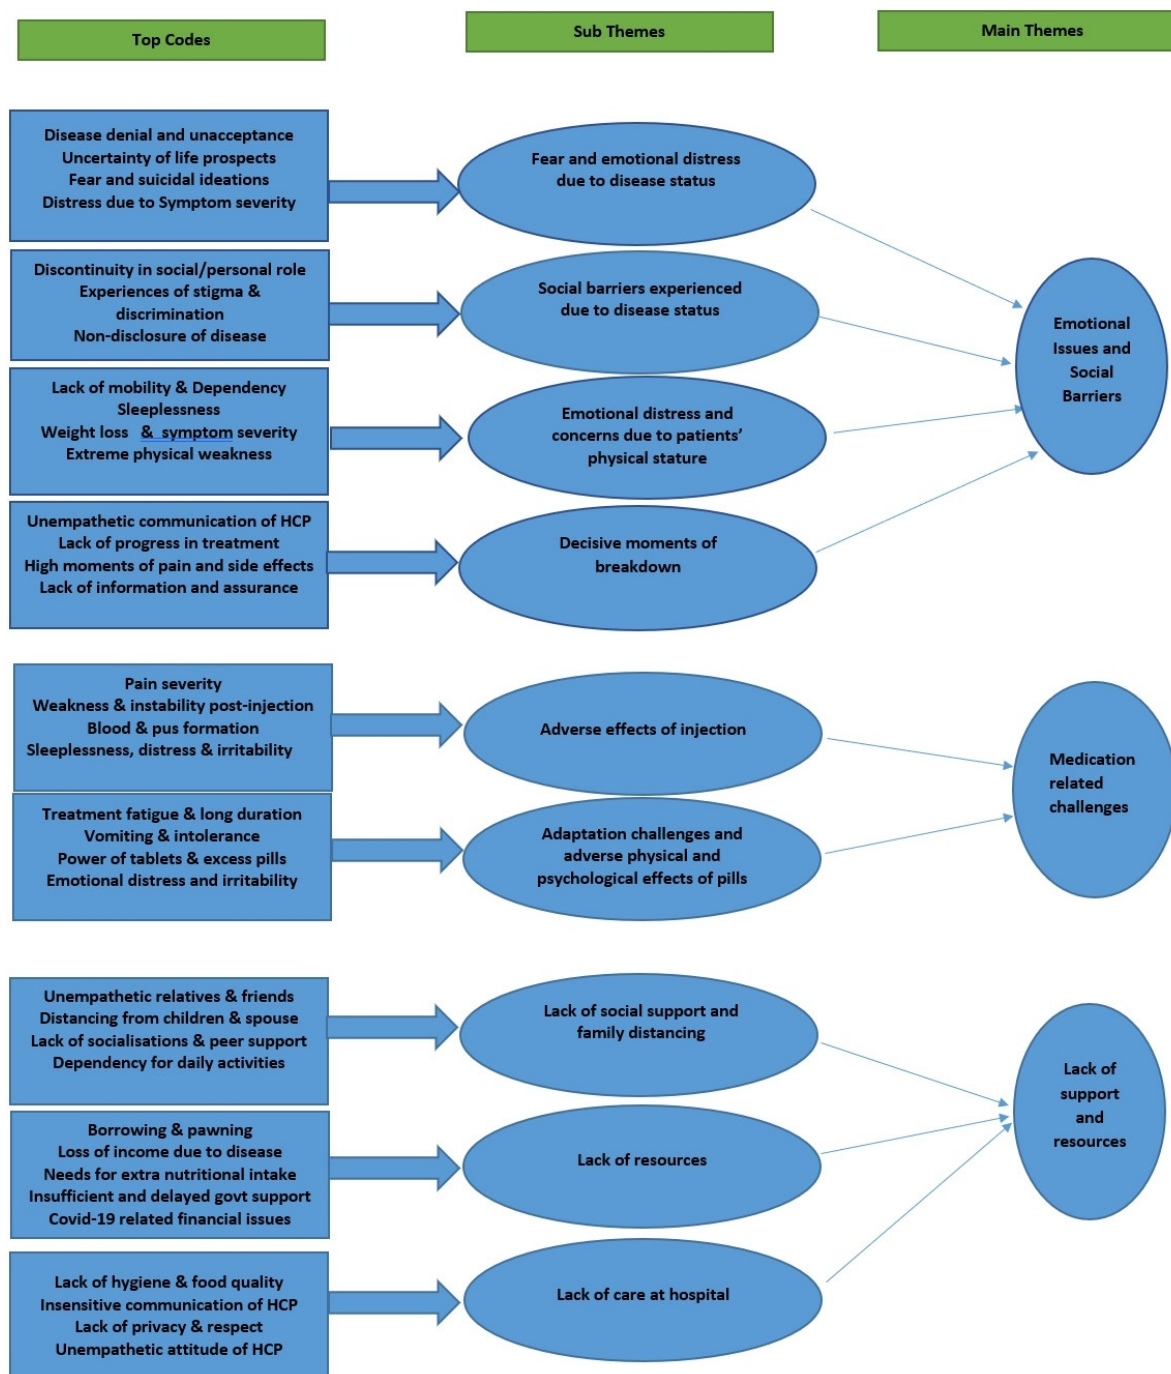 Top Codes
Sub Themes
Main Themes
Disease denial and unacceptance
Uncertainty of life prospects
Fear and suicidal ideations
Distress due to Symptom severity
Fear and emotional distress
due to disease status
Discontinuity in social/personal role
Experiences of stigma &
discrimination
Non-disclosure of disease
Social barriers experienced
due to disease status
Lack of mobility & Dependency
Sleeplessness
Weight loss & symptom severity
Extreme physical weakness
Emotional distress and
concerns due to patients'
physical stature
Unempathetic communication of HCP
Lack of progress in treatment
High moments of pain and side effects
Lack of information and assurance
Decisive moments of
breakdown
Emotional
Issues and
Social
Barriers
Pain severity
Weakness & instability post-injection
Blood & pus formation
Sleeplessness, distress & irritability
Adverse effects of injection
Treatment fatigue & long duration
Vomiting & intolerance
Power of tablets & excess pills
Emotional distress and irritability
Adaptation challenges and
adverse physical and
psychological effects of pills
Medication
related
challenges
Unempathetic relatives & friends
Distancing from children & spouse
Lack of socialisations & peer support
Dependency for daily activities
Lack of social support and
family distancing
Borrowing & pawning
Loss of income due to disease
Needs for extra nutritional intake
Insufficient and delayed govt support
Covid-19 related financial issues
Lack of resources
Lack of hygiene & food quality
Insensitive communication of HCP
Lack of privacy & respect
Unempathetic attitude of HCP
Lack of care at hospital
Lack of
support
and
resources